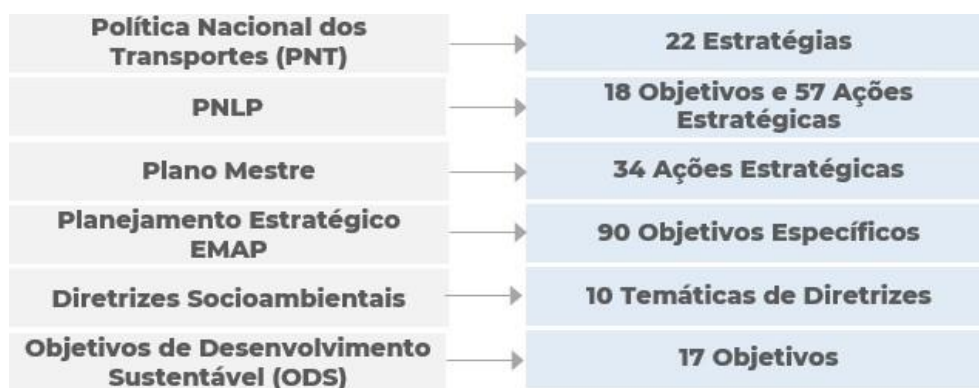 Política Nacional dos
Transportes (PNT)
22 Estratégias
PNLP
18 Objetivos e 57 Ações
Estratégicas
Plano Mestre
34 Ações Estratégicas
Planejamento Estratégico
EMAP
90 Objetivos Específicos
Diretrizes Socioambientais
10 Temáticas de Diretrizes
Objetivos de Desenvolvimento
Sustentável (ODS)
17 Objetivos